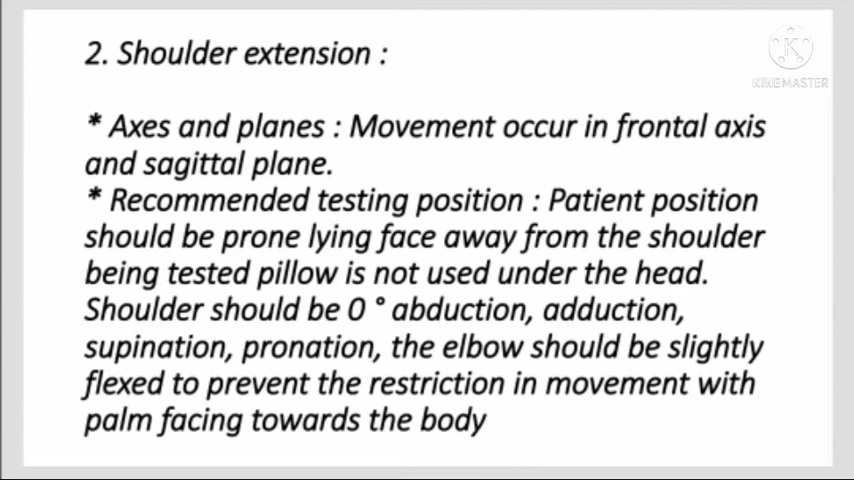 2. Shoulder extension :
KINEMASTER
* Axes and planes : Movement occur in frontal axis
and sagittal plane.
* Recommended testing position : Patient position
should be prone lying face away from the shoulder
being tested pillow is not used under the head.
Shoulder should be 0 ° abduction, adduction,
supination, pronation, the elbow should be slightly
flexed to prevent the restriction in movement with
palm facing towards the body